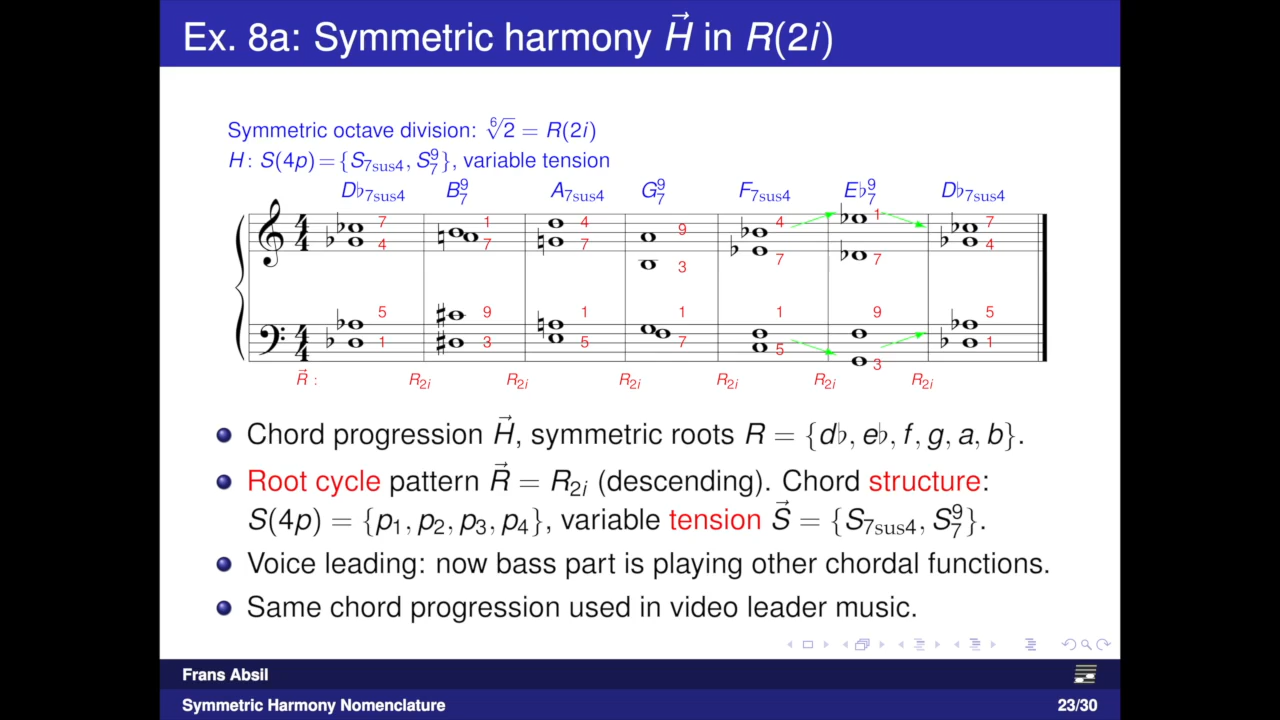 Ex. 8a: Symmetric harmony H⃗ in R(2i)
Symmetric octave division: ⁶√2 = R(2i)
H: S(4p) = {S₇sus4, S⁹₇}, variable tension
D♭₇sus4 B⁹₇ A₇sus4 G⁹₇ F₇sus4 E♭⁹₇ D♭₇sus4
7 1 4 9 4 1 7
4 7 7 3 7 7 4
5 9 1 1 1 9 5
1 3 5 7 5 3 1
R⃗ : R₂ᵢ R₂ᵢ R₂ᵢ R₂ᵢ R₂ᵢ R₂ᵢ
Chord progression H⃗, symmetric roots R = {d♭, e♭, f, g, a, b}.
Root cycle pattern R⃗ = R₂ᵢ (descending). Chord structure:
S(4p) = {p₁, p₂, p₃, p₄}, variable tension S⃗ = {S₇sus4, S⁹₇}.
Voice leading: now bass part is playing other chordal functions.
Same chord progression used in video leader music.
Frans Absil
Symmetric Harmony Nomenclature 23/30